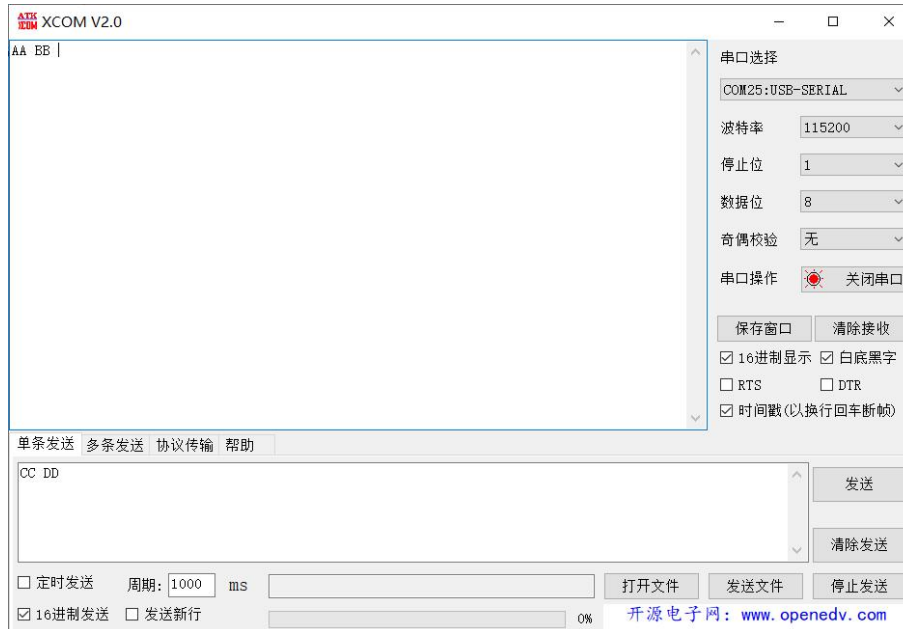 ATK XCOM XCOM V2.0
AA BB
串口选择
COM25:USB-SERIAL
波特率 115200
停止位 1
数据位 8
奇偶校验 无
串口操作 关闭串口
保存窗口 清除接收
16进制显示 白底黑字
RTS DTR
时间戳(以换行回车断帧)
单条发送 多条发送 协议传输 帮助
CC DD
发送
清除发送
定时发送 周期: 1000 ms 打开文件 发送文件 停止发送
16进制发送 发送新行 0% 开源电子网: www.openedv.com